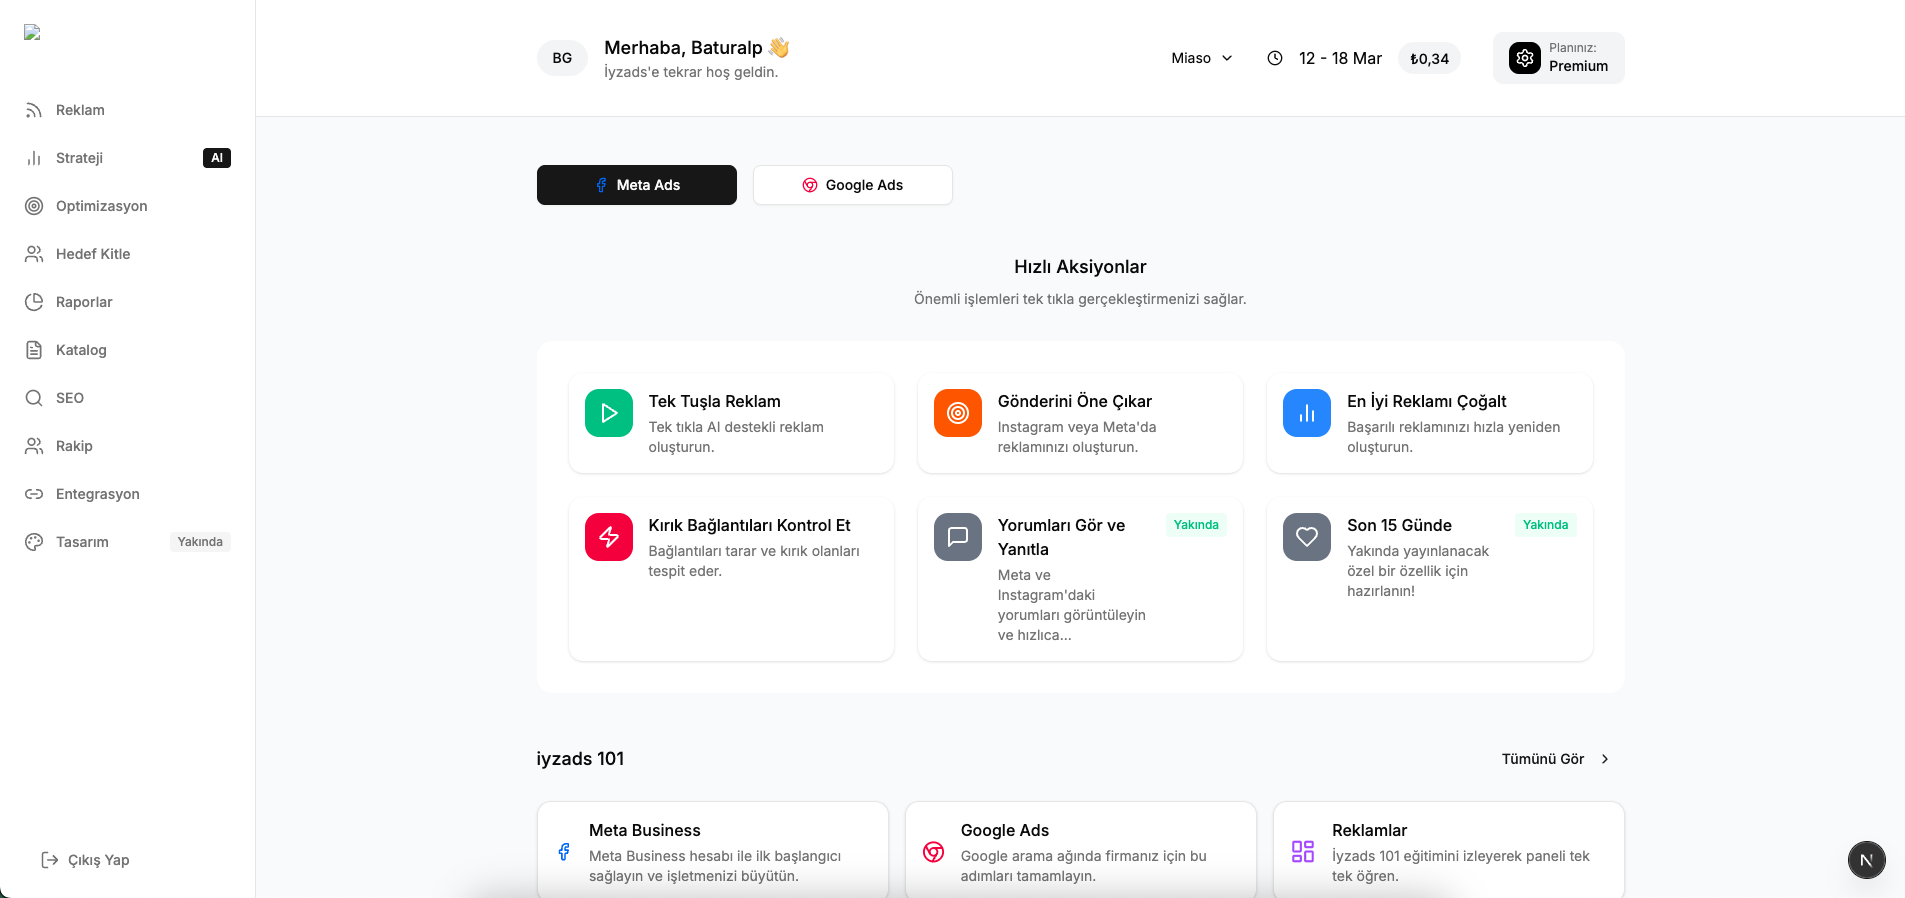 BG
Merhaba, Baturalp 👋
İyzads'e tekrar hoş geldin.
Miaso
12 - 18 Mar
₺0,34
Planınız:
Premium
Reklam
Strateji
AI
Optimizasyon
Hedef Kitle
Raporlar
Katalog
SEO
Rakip
Entegrasyon
Tasarım
Yakında
Çıkış Yap
Meta Ads
Google Ads
Hızlı Aksiyonlar
Önemli işlemleri tek tıkla gerçekleştirmenizi sağlar.
Tek Tuşla Reklam
Tek tıkla AI destekli reklam
oluşturun.
Gönderini Öne Çıkar
Instagram veya Meta'da
reklamınızı oluşturun.
En İyi Reklamı Çoğalt
Başarılı reklamınızı hızla yeniden
oluşturun.
Kırık Bağlantıları Kontrol Et
Bağlantıları tarar ve kırık olanları
tespit eder.
Yorumları Gör ve
Yanıtla
Yakında
Meta ve
Instagram'daki
yorumları görüntüleyin
ve hızlıca...
Son 15 Günde
Yakında
Yakında yayınlanacak
özel bir özellik için
hazırlanın!
iyzads 101
Tümünü Gör
Meta Business
Meta Business hesabı ile ilk başlangıcı
sağlayın ve işletmenizi büyütün.
Google Ads
Google arama ağında firmanız için bu
adımları tamamlayın.
Reklamlar
İyzads 101 eğitimini izleyerek paneli tek
tek öğren.
N